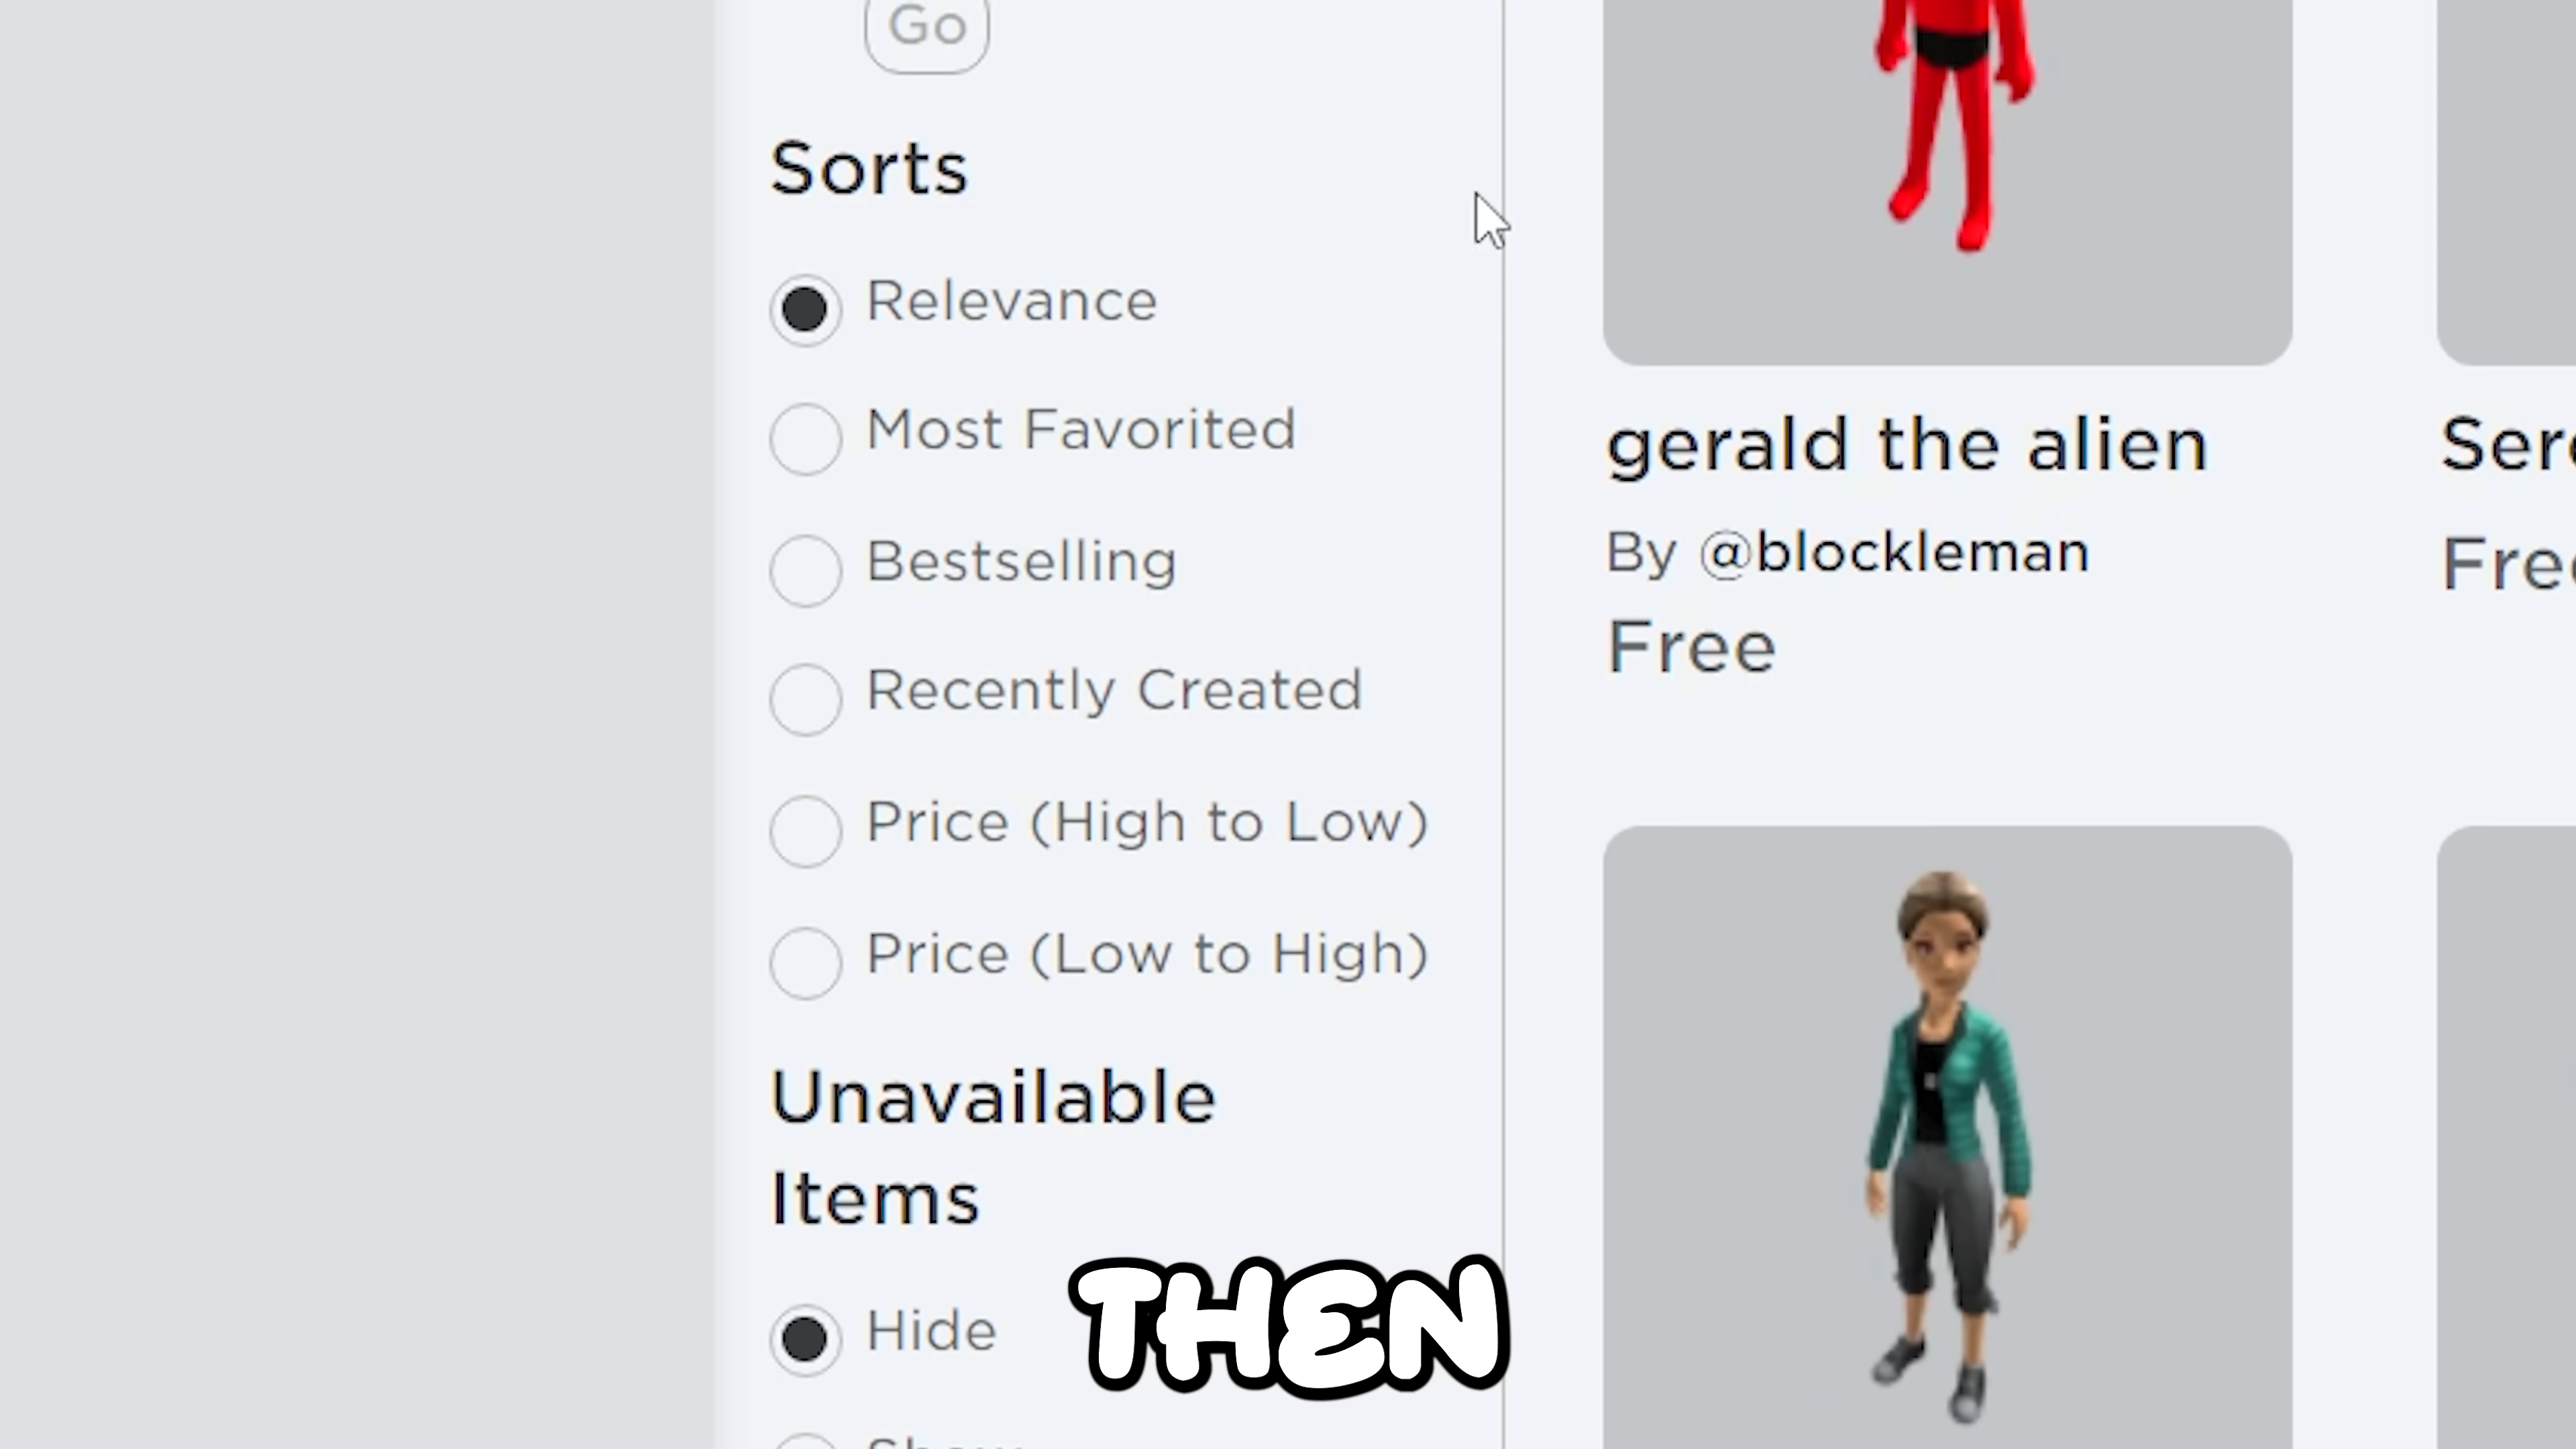 Go
Sorts
Relevance
Most Favorited
Bestselling
Recently Created
Price (High to Low)
Price (Low to High)
Unavailable
Items
Hide
gerald the alien
By @blockleman
Free
THEN